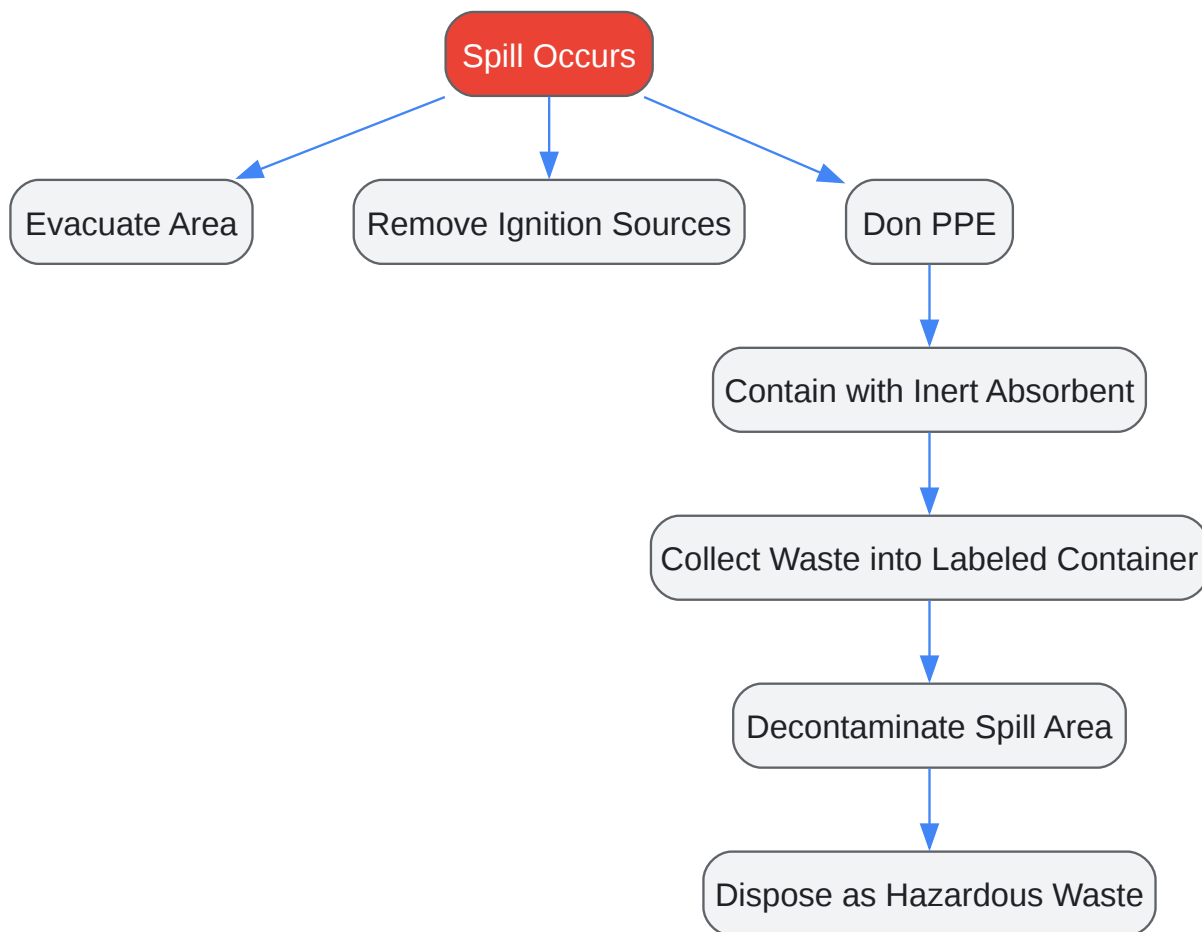 Spill Occurs
Evacuate Area
Remove Ignition Sources
Don PPE
Contain with Inert Absorbent
Collect Waste into Labeled Container
Decontaminate Spill Area
Dispose as Hazardous Waste